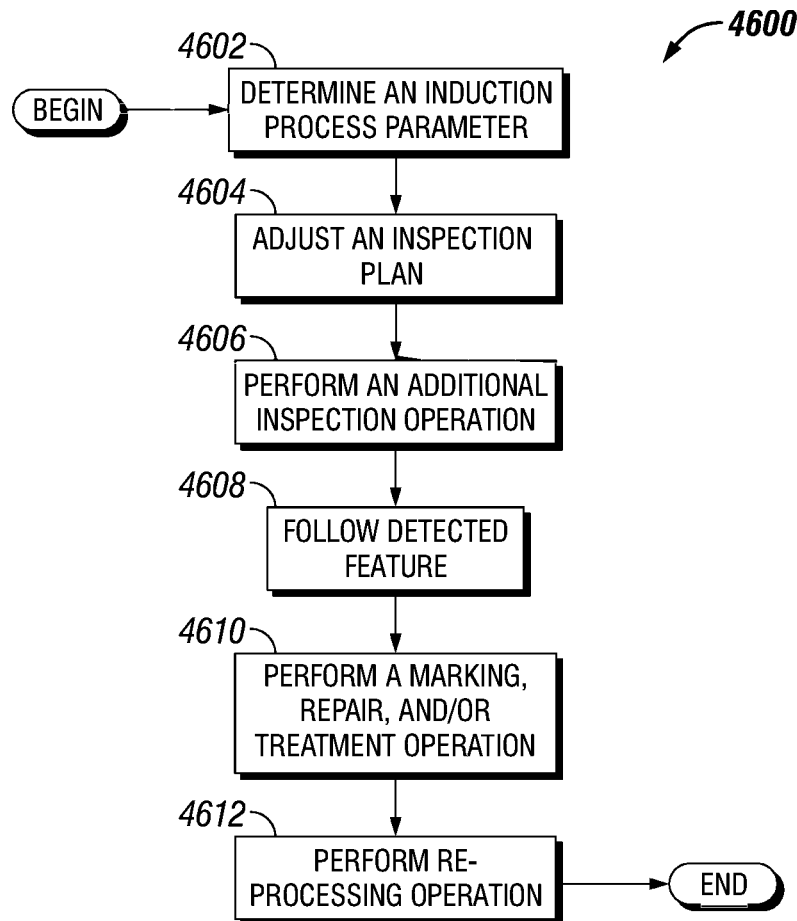 4600
4602
BEGIN
DETERMINE AN INDUCTION
PROCESS PARAMETER
4604
ADJUST AN INSPECTION
PLAN
4606
PERFORM AN ADDITIONAL
INSPECTION OPERATION
4608
FOLLOW DETECTED
FEATURE
4610
PERFORM A MARKING,
REPAIR, AND/OR
TREATMENT OPERATION
4612
PERFORM RE-
PROCESSING OPERATION
END